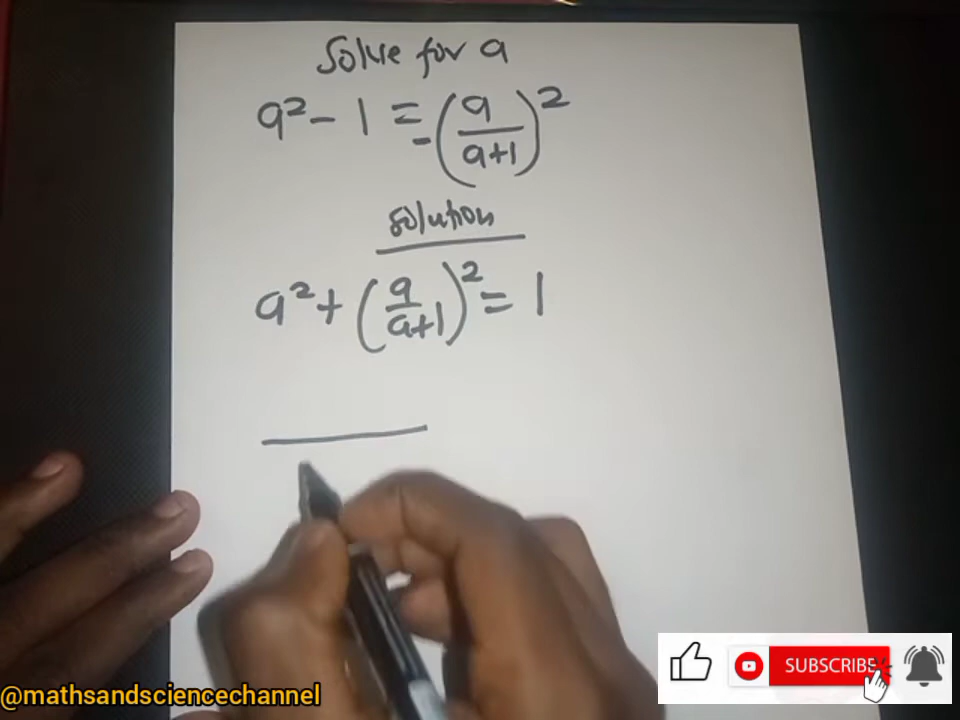 Solve for a
a² - 1 = -(a/(a+1))²
solution
a² + (a/(a+1))² = 1
SUBSCRIBE
@mathsandsciencechannel